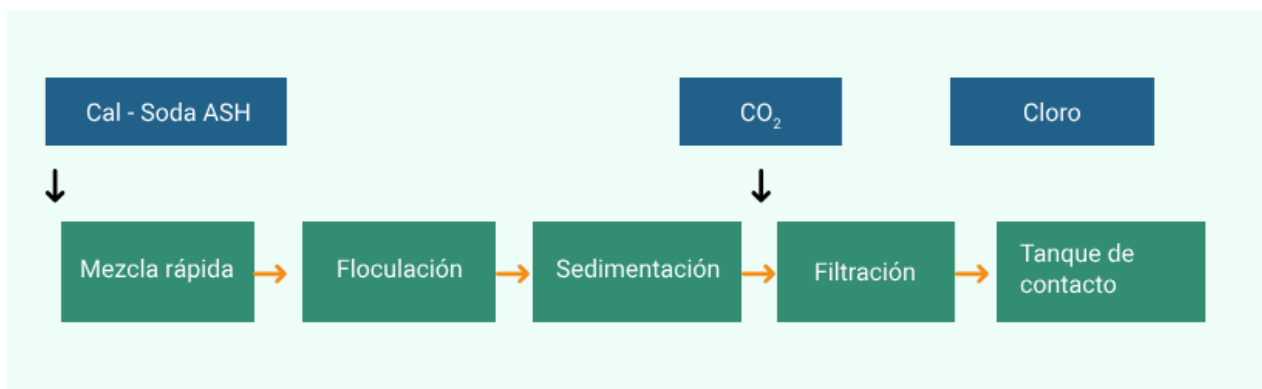 Cal - Soda ASH
CO₂
Cloro
Mezcla rápida
Floculación
Sedimentación
Filtración
Tanque de
contacto